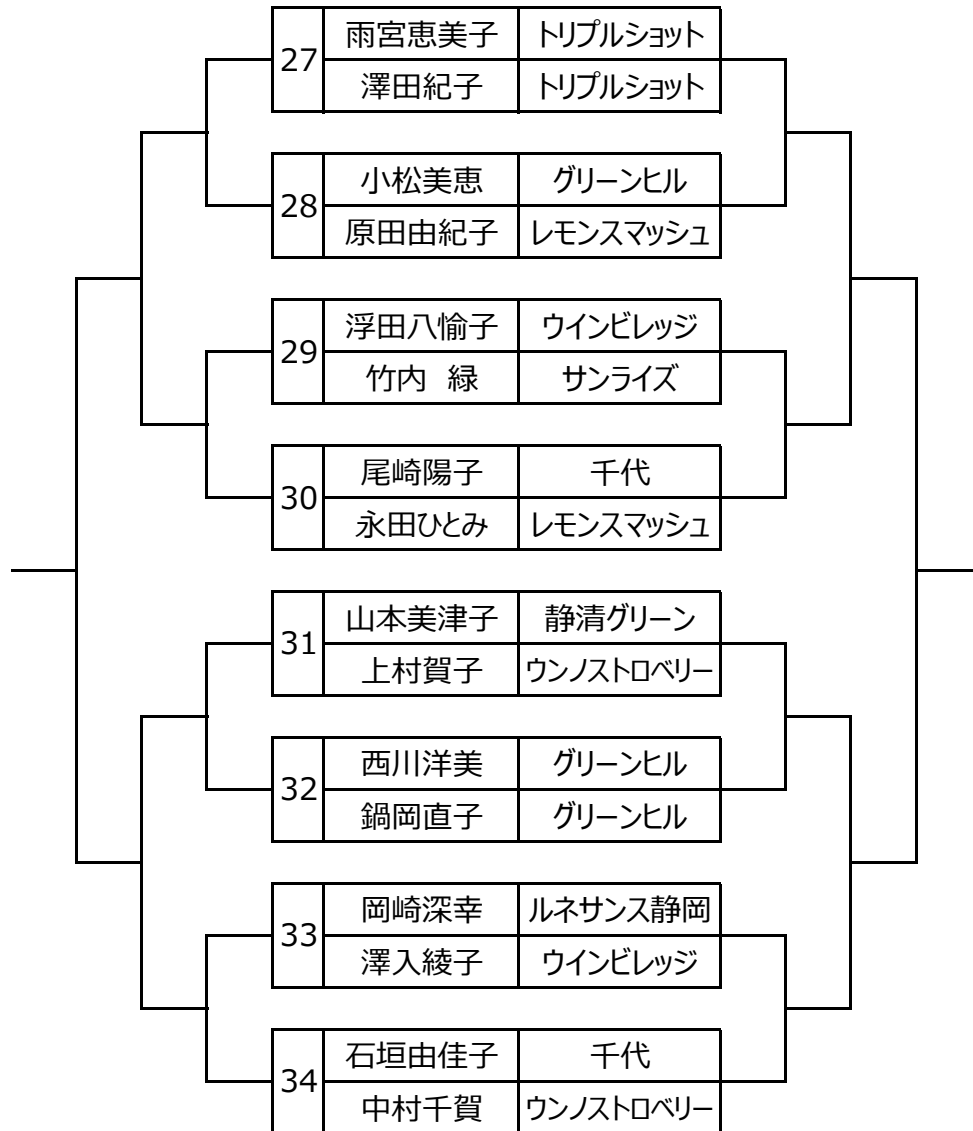 27 雨宮恵美子 トリプルショット
澤田紀子 トリプルショット
28 小松美恵 グリーンヒル
原田由紀子 レモンスマッシュ
29 浮田八愉子 ウインビレッジ
竹内　緑 サンライズ
30 尾崎陽子 千代
永田ひとみ レモンスマッシュ
31 山本美津子 静清グリーン
上村賀子 ウンノストロベリー
32 西川洋美 グリーンヒル
鍋岡直子 グリーンヒル
33 岡崎深幸 ルネサンス静岡
澤入綾子 ウインビレッジ
34 石垣由佳子 千代
中村千賀 ウンノストロベリー